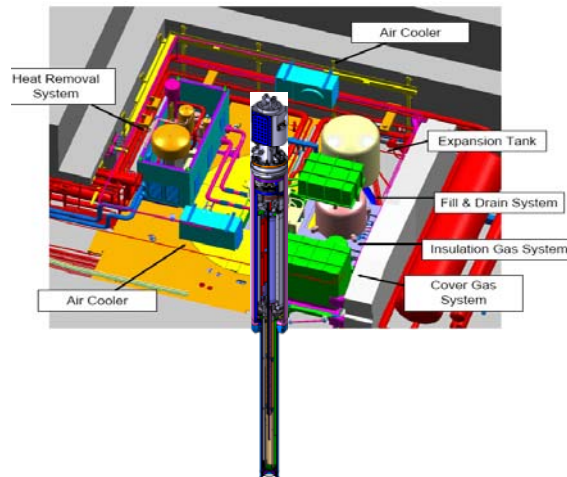 Air Cooler
Heat Removal
System
Expansion Tank
Fill & Drain System
Insulation Gas System
Cover Gas
System
Air Cooler